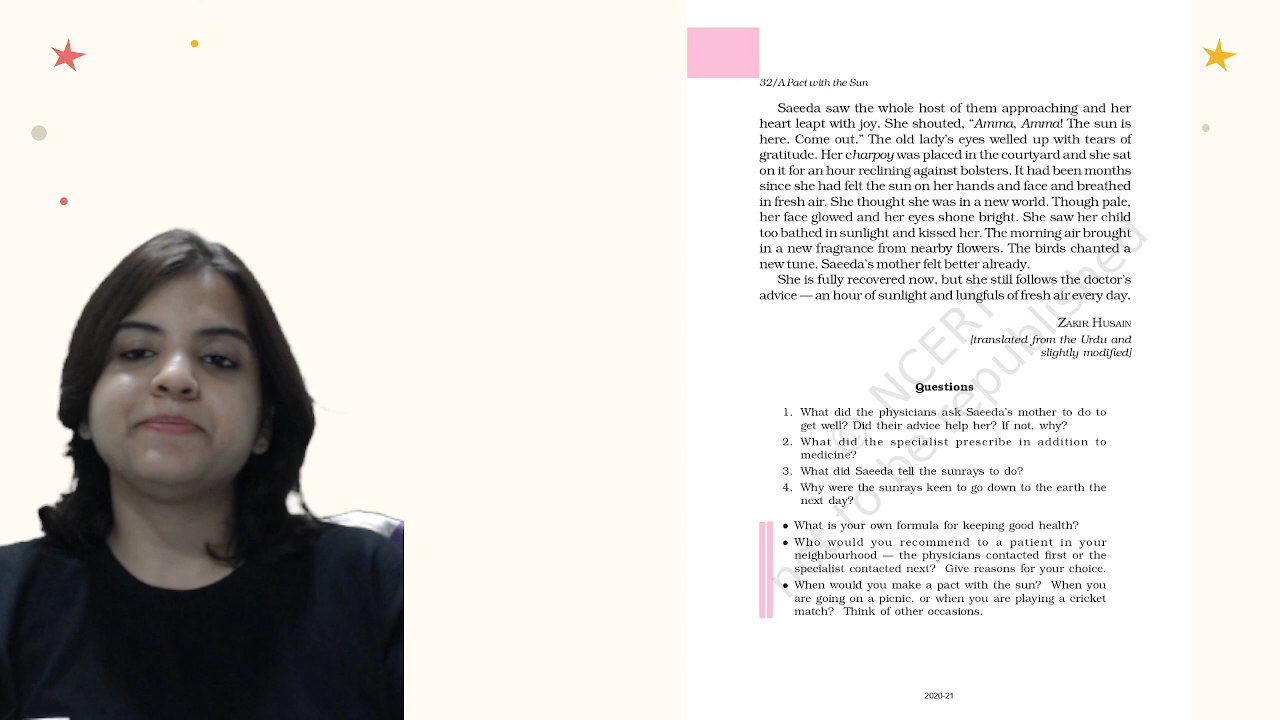 32/A Pact with the Sun
Saeeda saw the whole host of them approaching and her
heart leapt with joy. She shouted, “Amma, Amma! The sun is
here. Come out.” The old lady’s eyes welled up with tears of
gratitude. Her charpoy was placed in the courtyard and she sat
on it for an hour reclining against bolsters. It had been months
since she had felt the sun on her hands and face and breathed
in fresh air. She thought she was in a new world. Though pale,
her face glowed and her eyes shone bright. She saw her child
too bathed in sunlight and kissed her. The morning air brought
in a new fragrance from nearby flowers. The birds chanted a
new tune. Saeeda’s mother felt better already.
She is fully recovered now, but she still follows the doctor’s
advice — an hour of sunlight and lungfuls of fresh air every day.
ZAKIR HUSAIN
[translated from the Urdu and
slightly modified]
Questions
1. What did the physicians ask Saeeda’s mother to do to
get well? Did their advice help her? If not, why?
2. What did the specialist prescribe in addition to
medicine?
3. What did Saeeda tell the sunrays to do?
4. Why were the sunrays keen to go down to the earth the
next day?
• What is your own formula for keeping good health?
• Who would you recommend to a patient in your
neighbourhood — the physicians contacted first or the
specialist contacted next? Give reasons for your choice.
• When would you make a pact with the sun? When you
are going on a picnic, or when you are playing a cricket
match? Think of other occasions.
© NCERT
not to be republished
2020-21